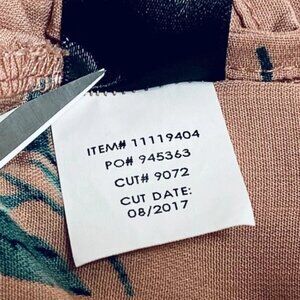 ITEM# 11119404
PO# 945363
CUT# 9072
CUT DATE:
08/2017